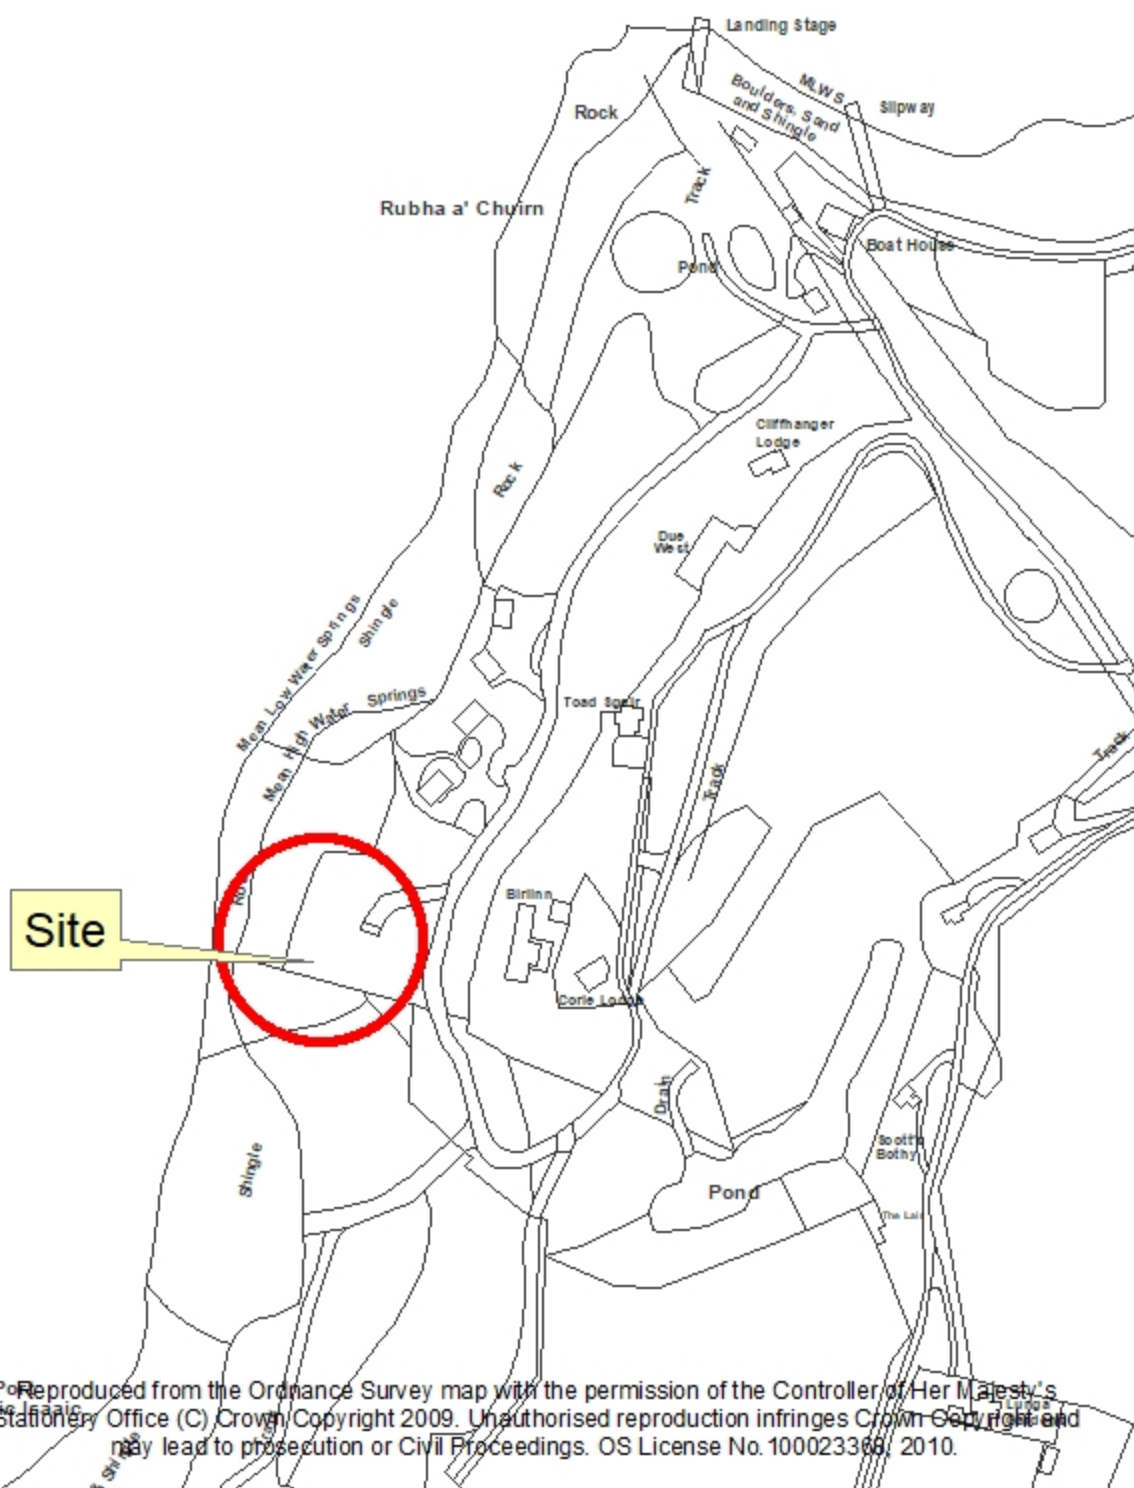 Landing Stage
MLWS
Slipway
Boulders, Sand
and Shingle
Rock
Track
Rubha a' Chuirn
Boat House
Pond
Cliffhanger
Lodge
Rock
Due
West
Mean Low Water Springs
Shingle
Mean High Water Springs
Toad
Track
Track
Site
Birlinn
Corie Lodge
Drain
Scott's
Bothy
Shingle
Pond
The
Reproduced from the Ordnance Survey map with the permission of the Controller of Her Majesty's
Stationery Office (C) Crown Copyright 2009. Unauthorised reproduction infringes Crown Copyright and
may lead to prosecution or Civil Proceedings. OS License No. 100023368, 2010.
Lunga
Shingle